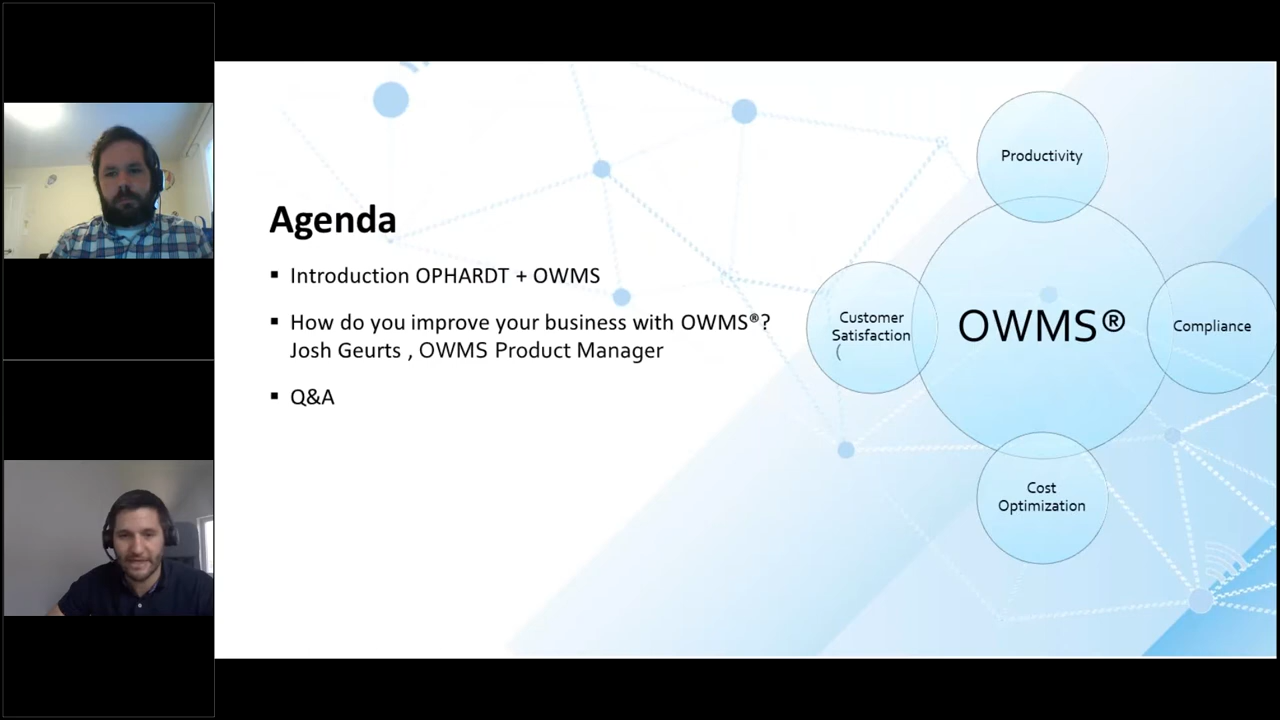 Agenda
▪ Introduction OPHARDT + OWMS
▪ How do you improve your business with OWMS®?
Josh Geurts , OWMS Product Manager
▪ Q&A
Productivity
Customer
Satisfaction
(
OWMS®
Compliance
Cost
Optimization